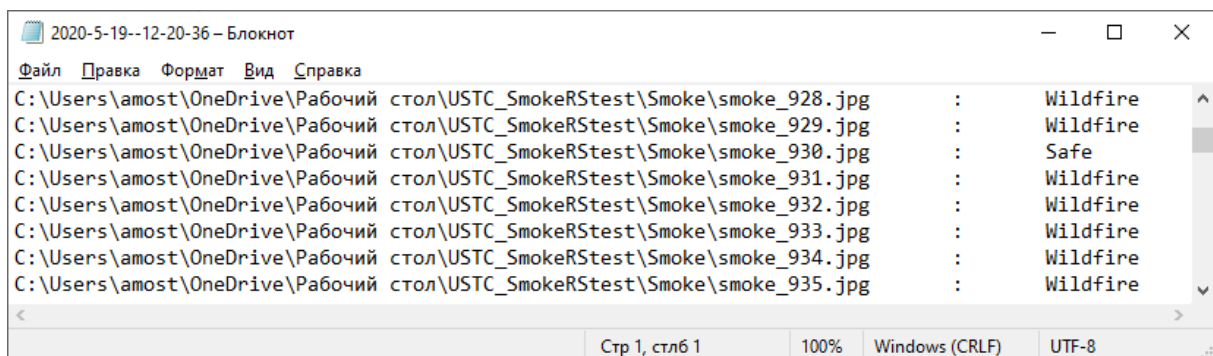 2020-5-19--12-20-36 – Блокнот
Файл Правка Формат Вид Справка
C:\Users\amost\OneDrive\Рабочий стол\USTC_SmokeRStest\Smoke\smoke_928.jpg : Wildfire
C:\Users\amost\OneDrive\Рабочий стол\USTC_SmokeRStest\Smoke\smoke_929.jpg : Wildfire
C:\Users\amost\OneDrive\Рабочий стол\USTC_SmokeRStest\Smoke\smoke_930.jpg : Safe
C:\Users\amost\OneDrive\Рабочий стол\USTC_SmokeRStest\Smoke\smoke_931.jpg : Wildfire
C:\Users\amost\OneDrive\Рабочий стол\USTC_SmokeRStest\Smoke\smoke_932.jpg : Wildfire
C:\Users\amost\OneDrive\Рабочий стол\USTC_SmokeRStest\Smoke\smoke_933.jpg : Wildfire
C:\Users\amost\OneDrive\Рабочий стол\USTC_SmokeRStest\Smoke\smoke_934.jpg : Wildfire
C:\Users\amost\OneDrive\Рабочий стол\USTC_SmokeRStest\Smoke\smoke_935.jpg : Wildfire
Стр 1, стлб 1 100% Windows (CRLF) UTF-8